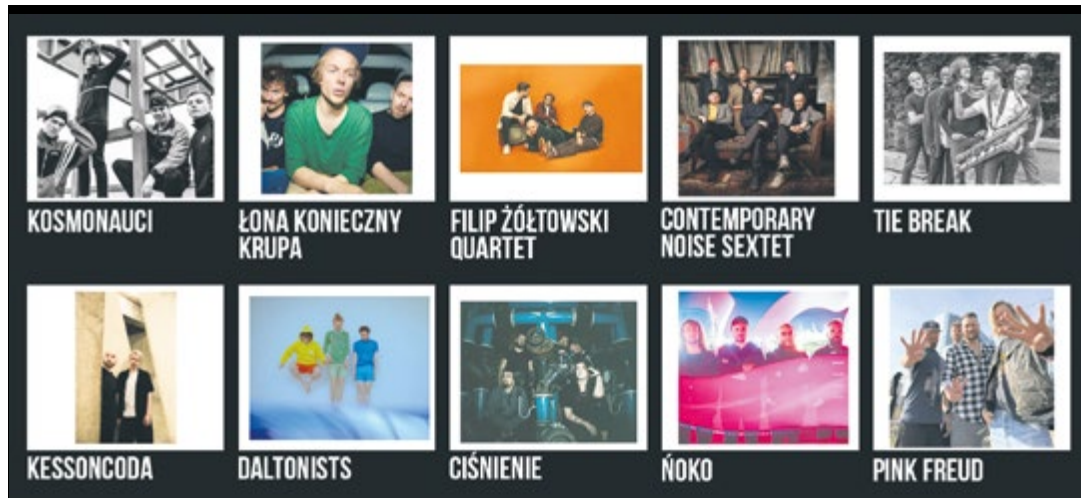 KOSMONAUCI
ŁONA KONIECZNY
KRUPA
FILIP ŻÓŁTOWSKI
QUARTET
CONTEMPORARY
NOISE SEXTET
TIE BREAK
KESSONCODA
DALTONISTS
CIŚNIENIE
ŃOKO
PINK FREUD